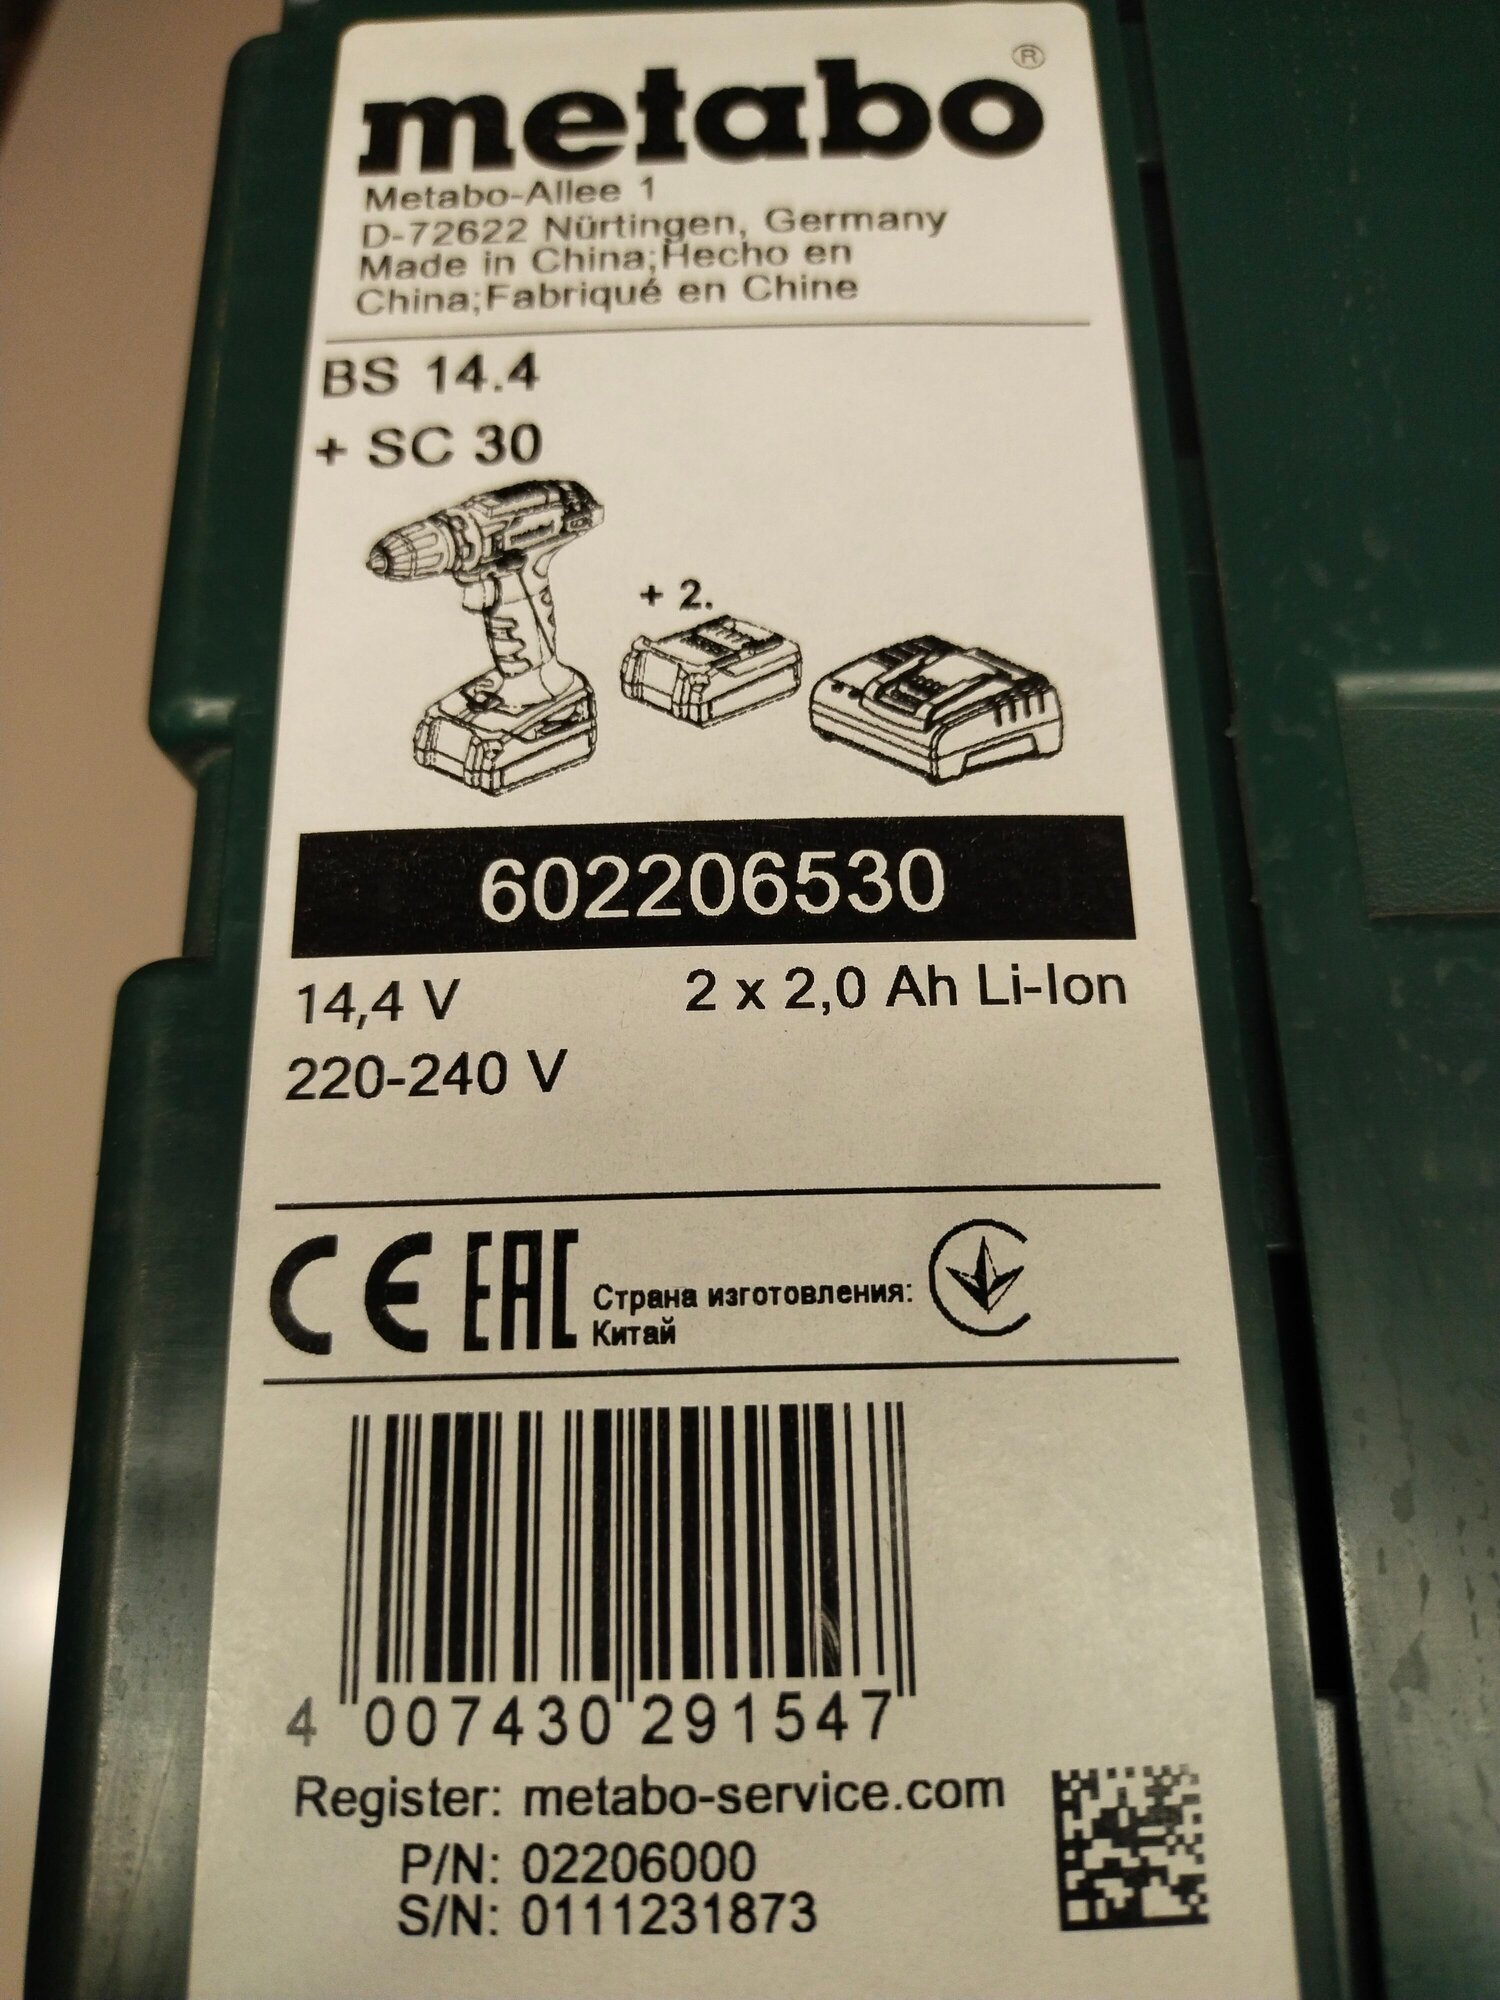 metabo®
Metabo-Allee 1
D-72622 Nürtingen, Germany
Made in China;Hecho en
China;Fabriqué en Chine
BS 14.4
+ SC 30
+ 2.
602206530
14,4 V 2 x 2,0 Ah Li-Ion
220-240 V
CE EAC Страна изготовления:
Китай
4 007430 291547
Register: metabo-service.com
P/N: 02206000
S/N: 0111231873